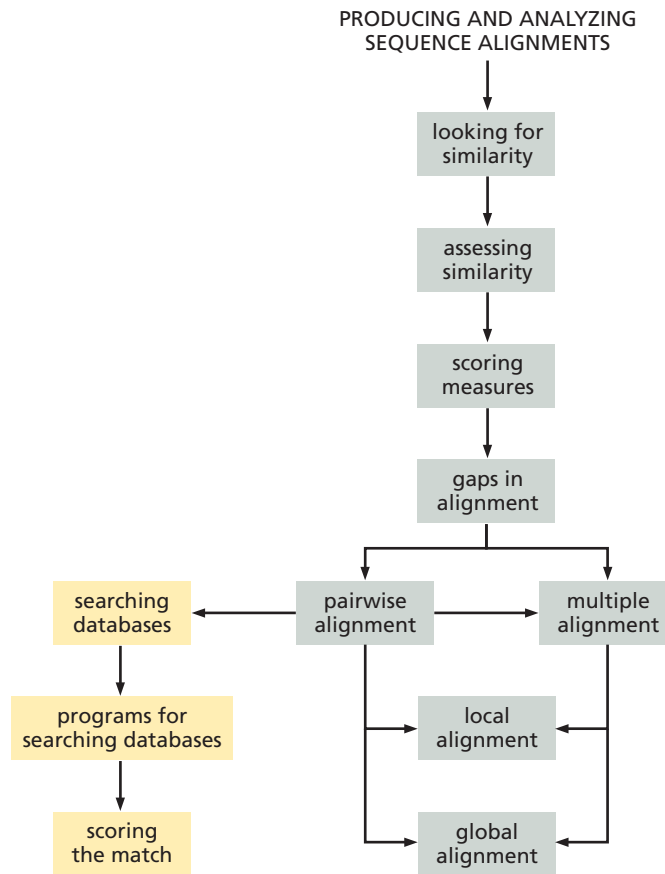 PRODUCING AND ANALYZING
SEQUENCE ALIGNMENTS
looking for
similarity
assessing
similarity
scoring
measures
gaps in
alignment
searching
databases
pairwise
alignment
multiple
alignment
programs for
searching databases
local
alignment
scoring
the match
global
alignment